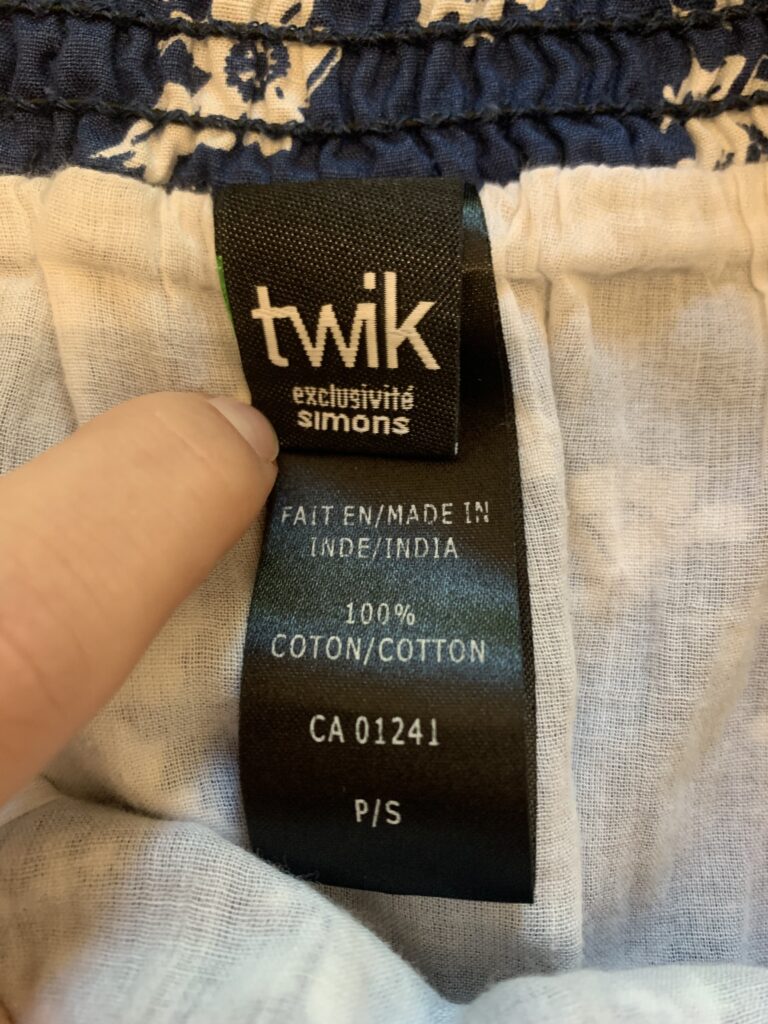 twik
exclusivité
simons
FAIT EN/MADE IN
INDE/INDIA
100%
COTON/COTTON
CA 01241
P/S